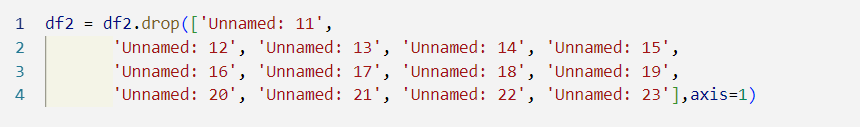 1 df2 = df2.drop(['Unnamed: 11',
2 'Unnamed: 12', 'Unnamed: 13', 'Unnamed: 14', 'Unnamed: 15',
3 'Unnamed: 16', 'Unnamed: 17', 'Unnamed: 18', 'Unnamed: 19',
4 'Unnamed: 20', 'Unnamed: 21', 'Unnamed: 22', 'Unnamed: 23'],axis=1)